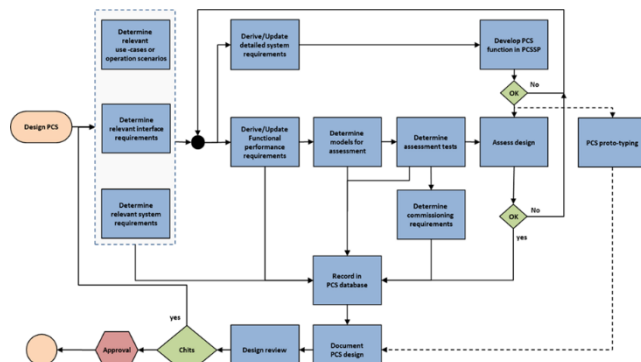 Determine
relevant
use -cases or
operation scenarios
Derive/Update
detailed system
requirements
Develop PCS
function in PCSSP
No
OK
Design PCS
Determine
relevant interface
requirements
Derive/Update
Functional
performance
requirements
Determine
models for
assessment
Determine
assessment tests
Assess design
PCS proto-typing
Determine
relevant system
requirements
Determine
commissioning
requirements
OK
No
yes
Record in
PCS database
yes
Approval
Chits
Design review
Document
PCS design